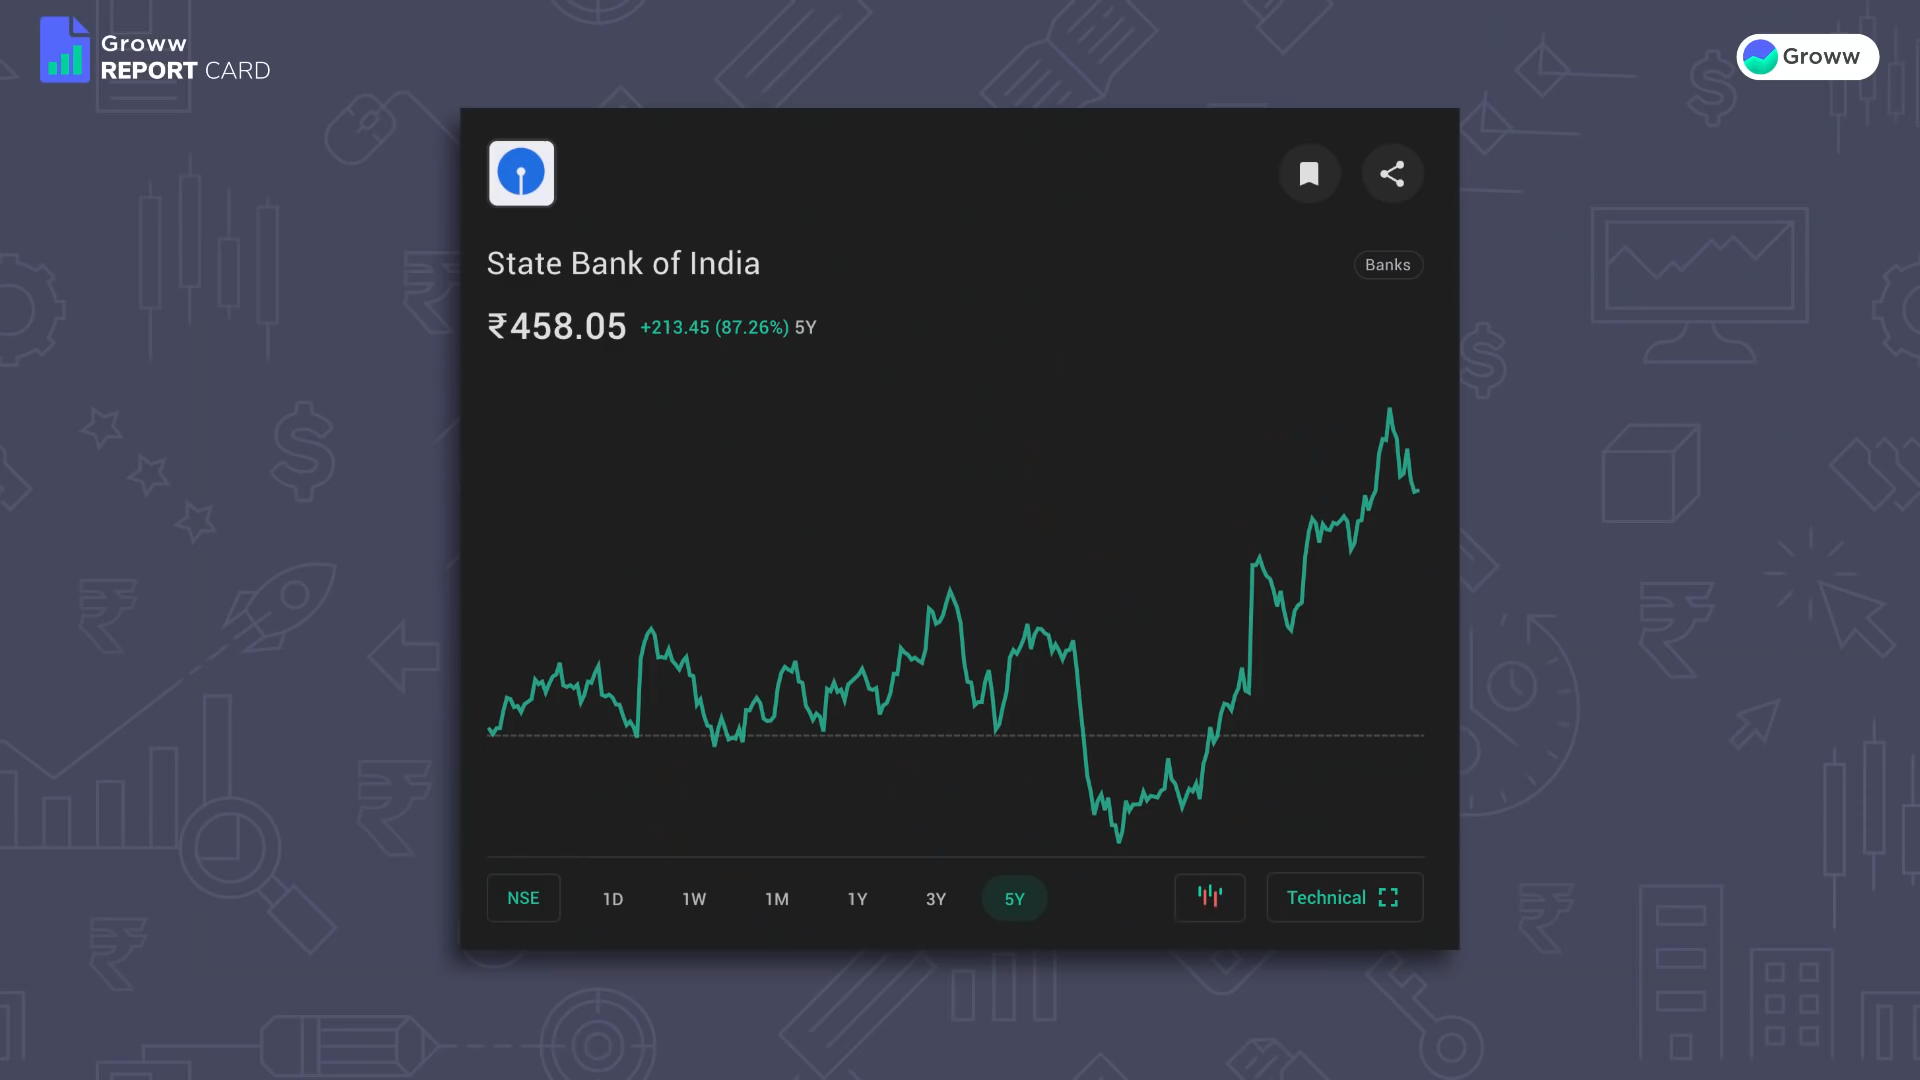 Groww
REPORT CARD
Groww
State Bank of India
Banks
₹458.05 +213.45 (87.26%) 5Y
NSE 1D 1W 1M 1Y 3Y 5Y Technical